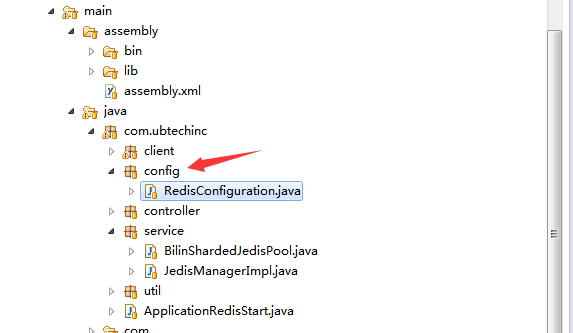 main
assembly
bin
lib
assembly.xml
java
com.ubtechinc
client
config
RedisConfiguration.java
controller
service
BilinShardedJedisPool.java
JedisManagerImpl.java
util
ApplicationRedisStart.java
com